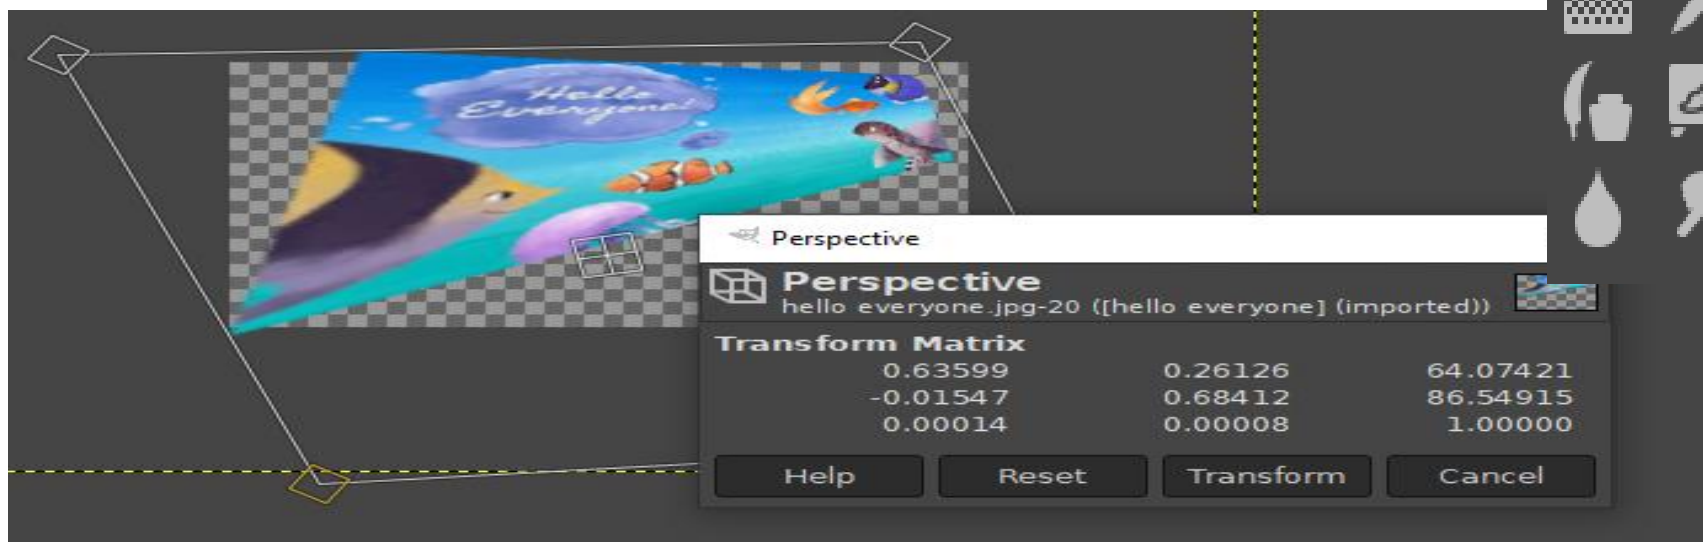 Hello
Everyone!
Perspective
Perspective
hello everyone.jpg-20 ([hello everyone] (imported))
Transform Matrix
0.63599 0.26126 64.07421
-0.01547 0.68412 86.54915
0.00014 0.00008 1.00000
Help Reset Transform Cancel